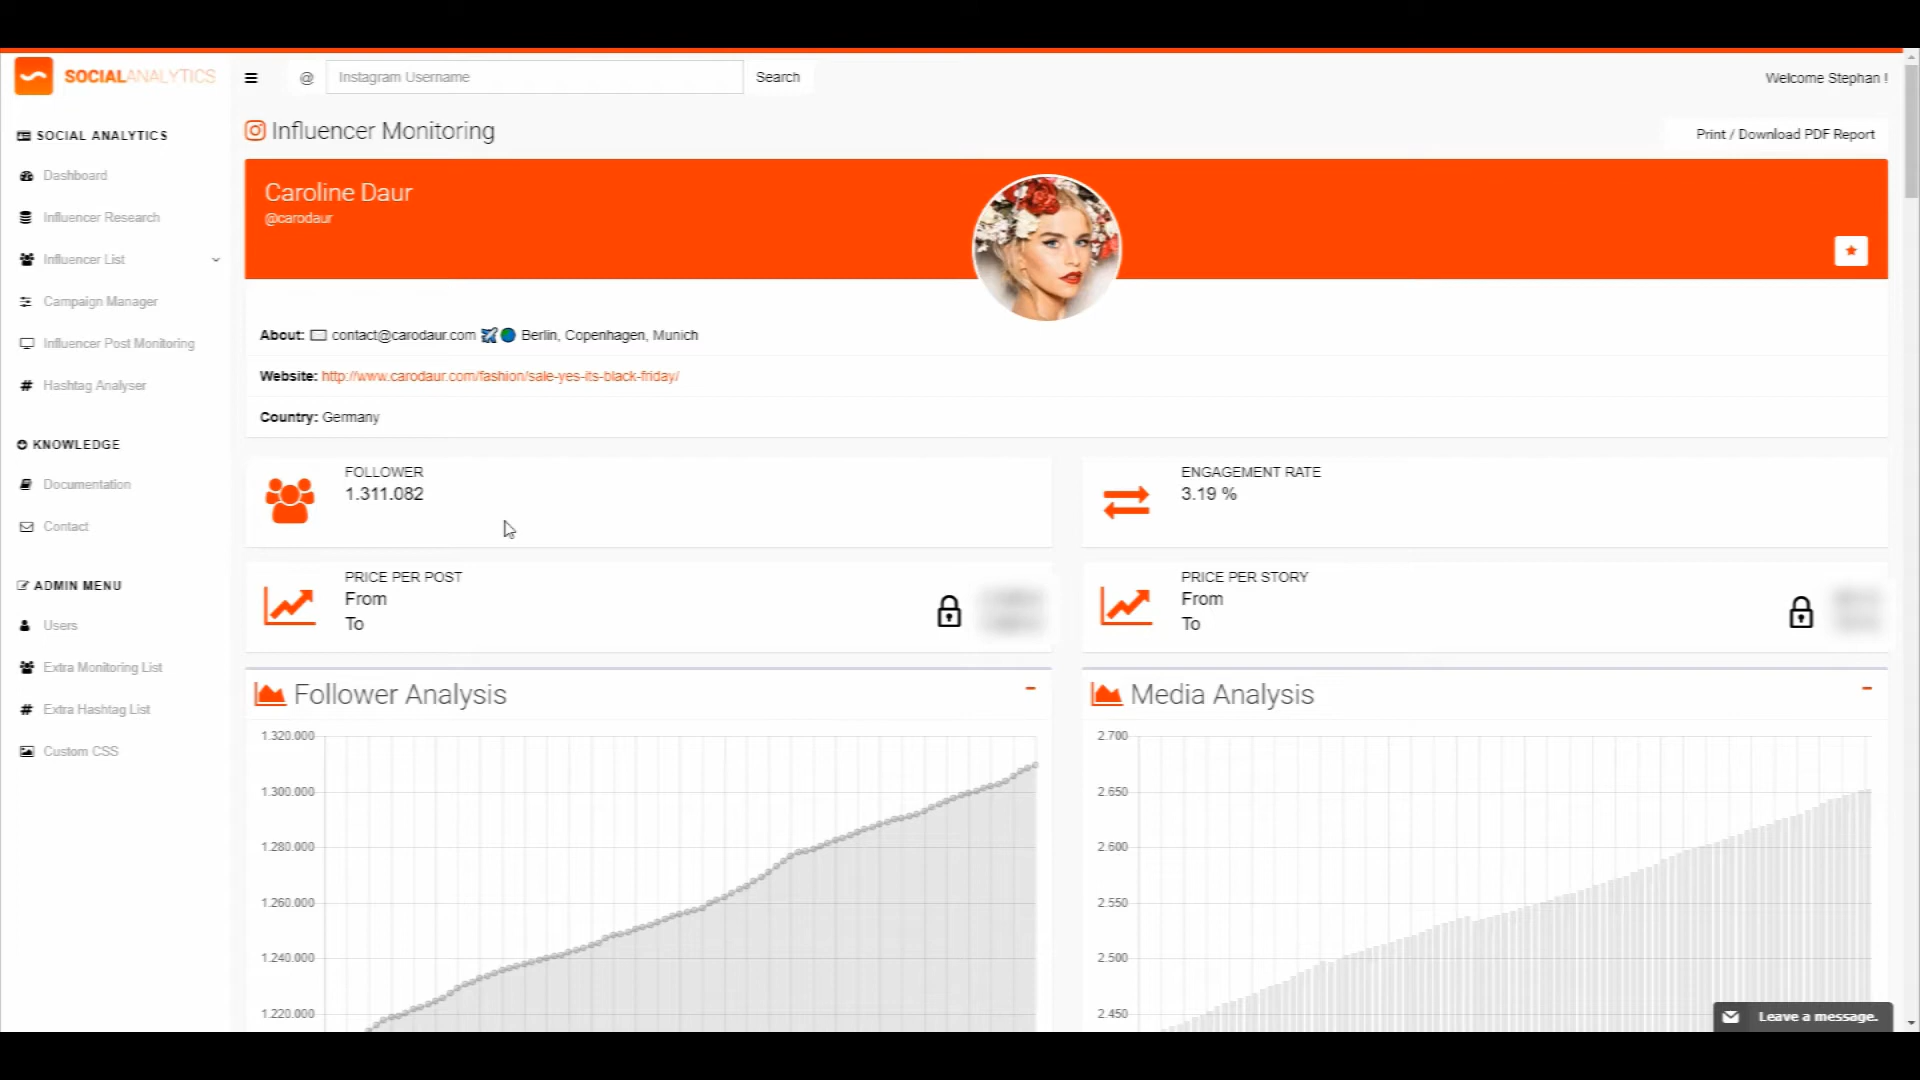 SOCIALANALYTICS
@ Instagram Username Search
Welcome Stephan !
SOCIAL ANALYTICS
Dashboard
Influencer Research
Influencer List
Campaign Manager
Influencer Post Monitoring
# Hashtag Analyser
KNOWLEDGE
Documentation
Contact
ADMIN MENU
Users
Extra Monitoring List
# Extra Hashtag List
Custom CSS
Influencer Monitoring
Print / Download PDF Report
Caroline Daur
@carodaur
About: contact@carodaur.com Berlin, Copenhagen, Munich
Website: http://www.carodaur.com/fashion/sale-yes-its-black-friday/
Country: Germany
FOLLOWER
1.311.082
ENGAGEMENT RATE
3.19 %
PRICE PER POST
From
To
PRICE PER STORY
From
To
Follower Analysis
1.320.000
1.300.000
1.280.000
1.260.000
1.240.000
1.220.000
Media Analysis
2.700
2.650
2.600
2.550
2.500
2.450
Leave a message.